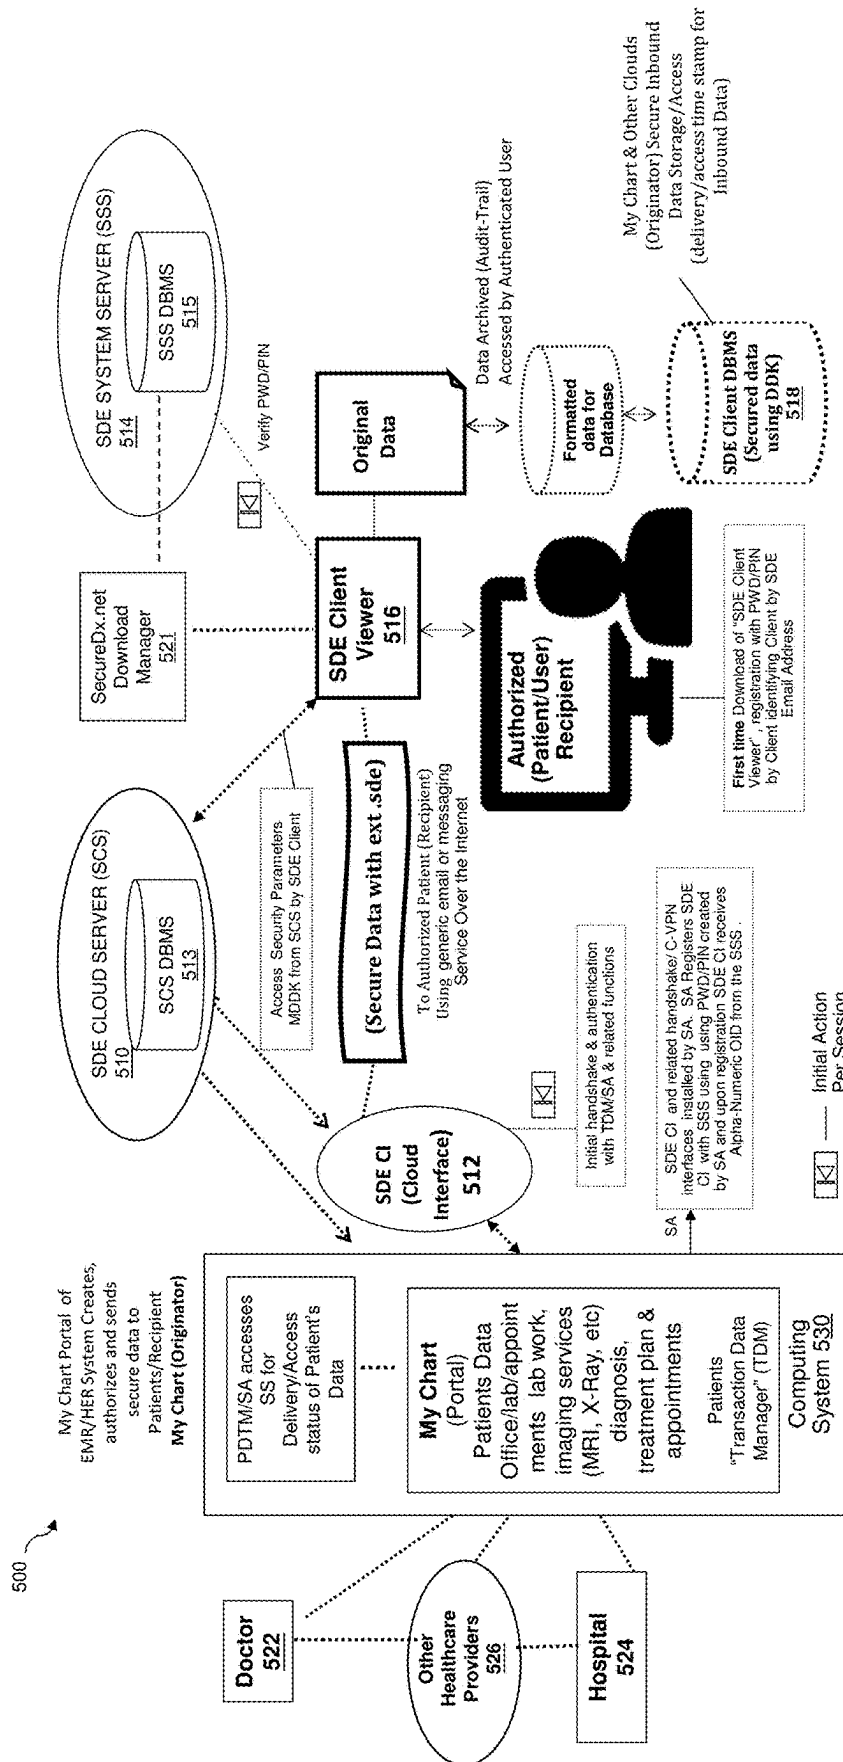 500
My Chart Portal of
EMR/HER System Creates,
authorizes and sends
secure data to
Patients/Recipient
My Chart (Originator)
Doctor
522
Other
Healthcare
Providers
526
Hospital
524
PDTM/SA accesses
SS for
Delivery/Access
status of Patient's
Data
My Chart
(Portal)
Patients Data
Office/lab/appoint
ments lab work,
imaging services
(MRI, X-Ray, etc)
diagnosis,
treatment plan &
appointments
Patients
"Transaction Data
Manager" (TDM)
Computing
System 530
SDE CLOUD SERVER (SCS)
510
SCS DBMS
513
SDE CI
(Cloud
Interface)
512
Access Security Parameters
MDDK from SCS by SDE Client
(Secure Data with ext .sde)
To Authorized Patient (Recipient)
Using generic email or messaging
Service Over the Internet
Initial handshake & authentication
with TDM/SA & related functions
SA
SDE CI and related handshake/ C-VPN
interfaces installed by SA. SA Registers SDE
CI with SSS using using PWD/PIN created
by SA and upon registration SDE CI receives
Alpha-Numeric OID from the SSS .
Initial Action
Per Session
SecureDx.net
Download
Manager
521
SDE SYSTEM SERVER (SSS)
514
SSS DBMS
515
Verify PWD/PIN
SDE Client
Viewer
516
Original
Data
Authorized
(Patient/User)
Recipient
First time Download of "SDE Client
Viewer" , registration with PWD/PIN
by Client identifying Client by SDE
Email Address
Data Archived (Audit-Trail)
Accessed by Authenticated User
Formatted
data for
Database
SDE Client DBMS
(Secured data
using DDK)
518
My Chart & Other Clouds
(Originator) Secure Inbound
Data Storage/Access
(delivery/access time stamp for
Inbound Data)